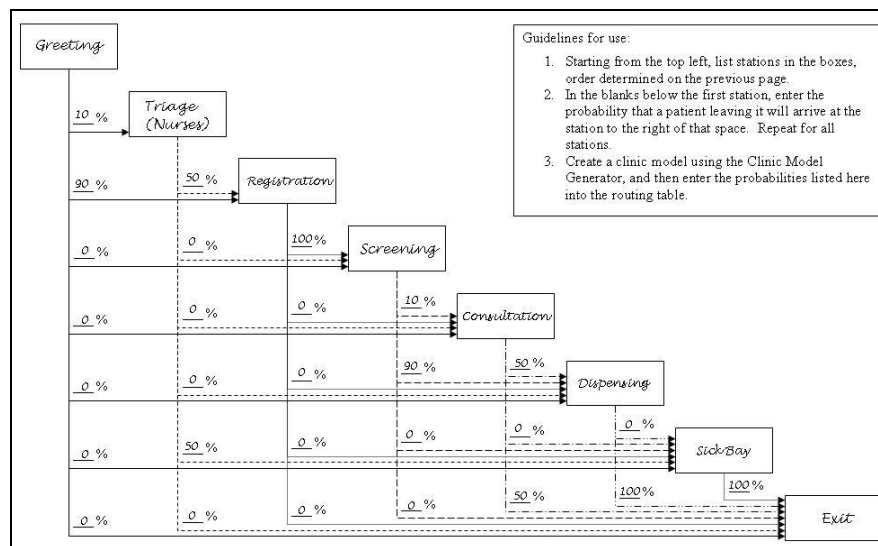 Greeting
Guidelines for use:
1. Starting from the top left, list stations in the boxes,
order determined on the previous page.
2. In the blanks below the first station, enter the
probability that a patient leaving it will arrive at the
station to the right of that space. Repeat for all
stations.
3. Create a clinic model using the Clinic Model
Generator, and then enter the probabilities listed here
into the routing table.
10 % Triage
(Nurses)
90 % 50 % Registration
0 % 0 % 100 % Screening
0 % 0 % 0 % 10 % Consultation
0 % 0 % 0 % 90 % 50 % Dispensing
0 % 50 % 0 % 0 % 0 % 0 % Sick Bay
0 % 0 % 0 % 0 % 50 % 100 % 100 % Exit